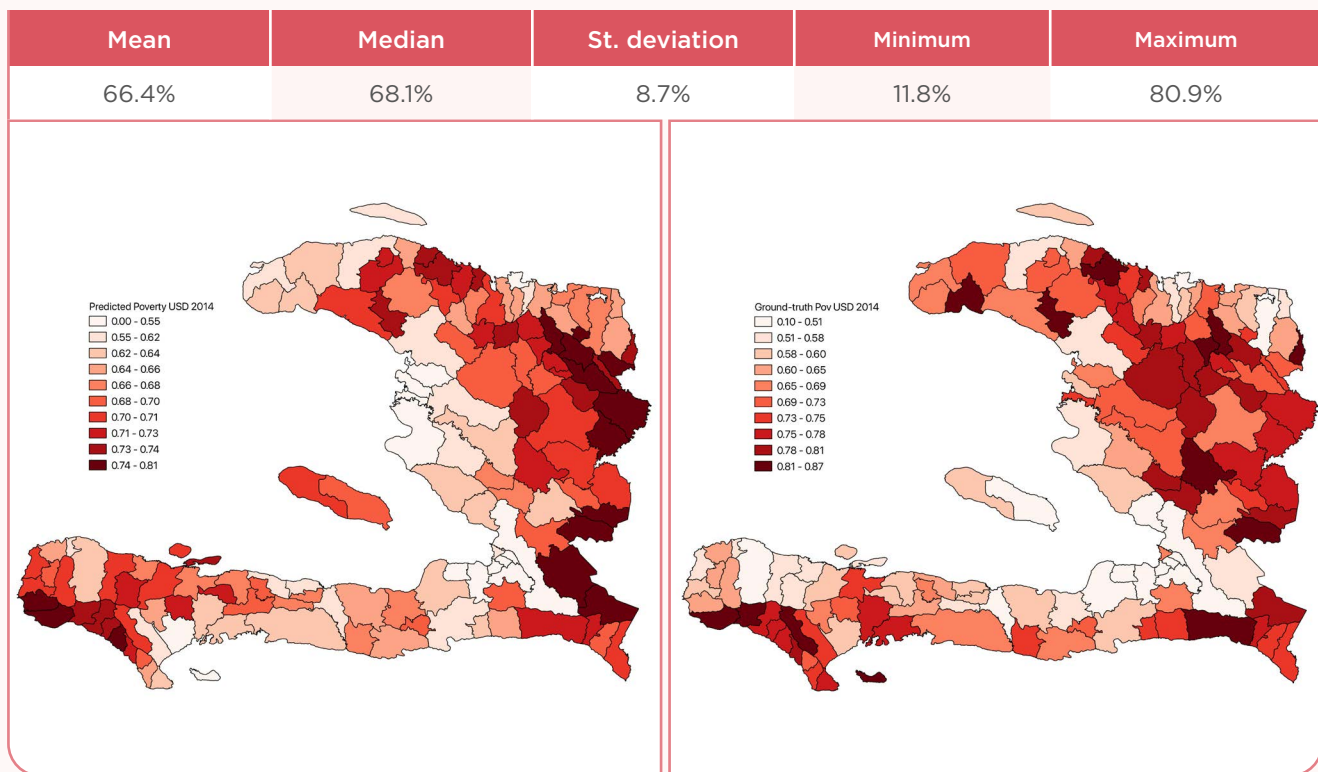 Mean Median St. deviation Minimum Maximum
66.4% 68.1% 8.7% 11.8% 80.9%
Predicted Poverty USD 2014
0.00 - 0.55
0.55 - 0.62
0.62 - 0.64
0.64 - 0.66
0.66 - 0.68
0.68 - 0.70
0.70 - 0.71
0.71 - 0.73
0.73 - 0.74
0.74 - 0.81
Ground-truth Pov USD 2014
0.10 - 0.51
0.51 - 0.58
0.58 - 0.60
0.60 - 0.65
0.65 - 0.69
0.69 - 0.73
0.73 - 0.75
0.75 - 0.78
0.78 - 0.81
0.81 - 0.87